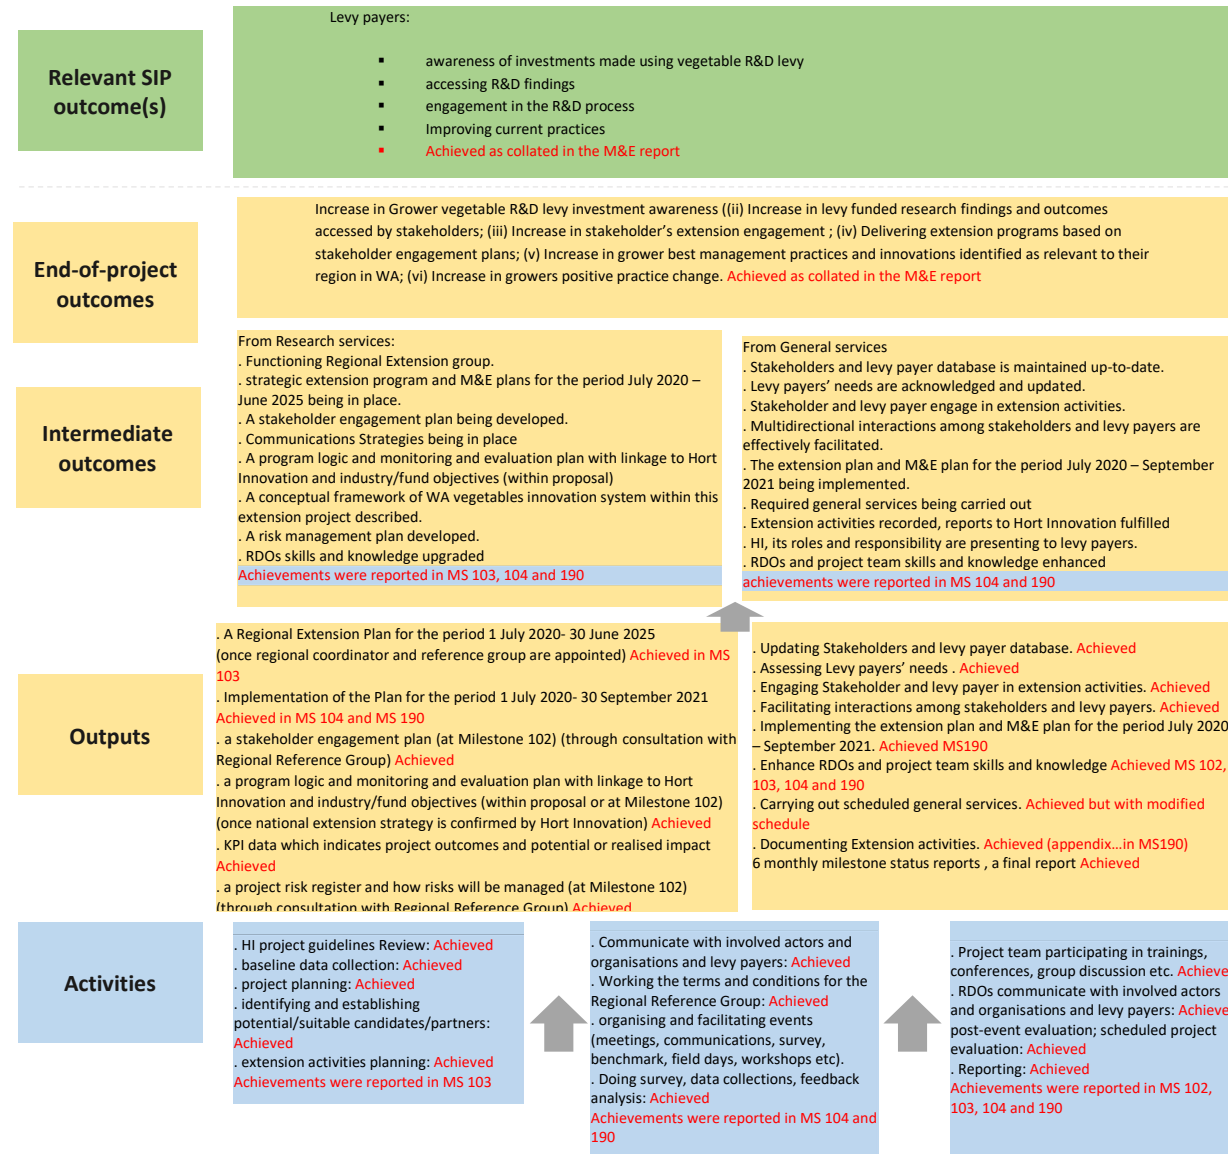 Relevant SIP
outcome(s)
Levy payers:
▪ awareness of investments made using vegetable R&D levy
▪ accessing R&D findings
▪ engagement in the R&D process
▪ Improving current practices
▪ Achieved as collated in the M&E report
End-of-project
outcomes
Increase in Grower vegetable R&D levy investment awareness ((ii) Increase in levy funded research findings and outcomes
accessed by stakeholders; (iii) Increase in stakeholder's extension engagement ; (iv) Delivering extension programs based on
stakeholder engagement plans; (v) Increase in grower best management practices and innovations identified as relevant to their
region in WA; (vi) Increase in growers positive practice change. Achieved as collated in the M&E report
Intermediate
outcomes
From Research services:
. Functioning Regional Extension group.
. strategic extension program and M&E plans for the period July 2020 –
June 2025 being in place.
. A stakeholder engagement plan being developed.
. Communications Strategies being in place
. A program logic and monitoring and evaluation plan with linkage to Hort
Innovation and industry/fund objectives (within proposal)
. A conceptual framework of WA vegetables innovation system within this
extension project described.
. A risk management plan developed.
. RDOs skills and knowledge upgraded
Achievements were reported in MS 103, 104 and 190
From General services
. Stakeholders and levy payer database is maintained up-to-date.
. Levy payers' needs are acknowledged and updated.
. Stakeholder and levy payer engage in extension activities.
. Multidirectional interactions among stakeholders and levy payers are
effectively facilitated.
. The extension plan and M&E plan for the period July 2020 – September
2021 being implemented.
. Required general services being carried out
. Extension activities recorded, reports to Hort Innovation fulfilled
. HI, its roles and responsibility are presenting to levy payers.
. RDOs and project team skills and knowledge enhanced
achievements were reported in MS 104 and 190
Outputs
. A Regional Extension Plan for the period 1 July 2020- 30 June 2025
(once regional coordinator and reference group are appointed) Achieved in MS
103
. Implementation of the Plan for the period 1 July 2020- 30 September 2021
Achieved in MS 104 and MS 190
. a stakeholder engagement plan (at Milestone 102) (through consultation with
Regional Reference Group) Achieved
. a program logic and monitoring and evaluation plan with linkage to Hort
Innovation and industry/fund objectives (within proposal or at Milestone 102)
(once national extension strategy is confirmed by Hort Innovation) Achieved
. KPI data which indicates project outcomes and potential or realised impact
Achieved
. a project risk register and how risks will be managed (at Milestone 102)
(through consultation with Regional Reference Group) Achieved
. Updating Stakeholders and levy payer database. Achieved
. Assessing Levy payers' needs . Achieved
. Engaging Stakeholder and levy payer in extension activities. Achieved
. Facilitating interactions among stakeholders and levy payers. Achieved
. Implementing the extension plan and M&E plan for the period July 2020
– September 2021. Achieved MS190
. Enhance RDOs and project team skills and knowledge Achieved MS 102,
103, 104 and 190
. Carrying out scheduled general services. Achieved but with modified
schedule
. Documenting Extension activities. Achieved (appendix…in MS190)
6 monthly milestone status reports , a final report Achieved
Activities
. HI project guidelines Review: Achieved
. baseline data collection: Achieved
. project planning: Achieved
. identifying and establishing
potential/suitable candidates/partners:
Achieved
. extension activities planning: Achieved
Achievements were reported in MS 103
. Communicate with involved actors and
organisations and levy payers: Achieved
. Working the terms and conditions for the
Regional Reference Group: Achieved
. organising and facilitating events
(meetings, communications, survey,
benchmark, field days, workshops etc).
. Doing survey, data collections, feedback
analysis: Achieved
Achievements were reported in MS 104 and
190
. Project team participating in trainings,
conferences, group discussion etc. Achieve
. RDOs communicate with involved actors
and organisations and levy payers: Achieve
post-event evaluation; scheduled project
evaluation: Achieved
. Reporting: Achieved
Achievements were reported in MS 102,
103, 104 and 190